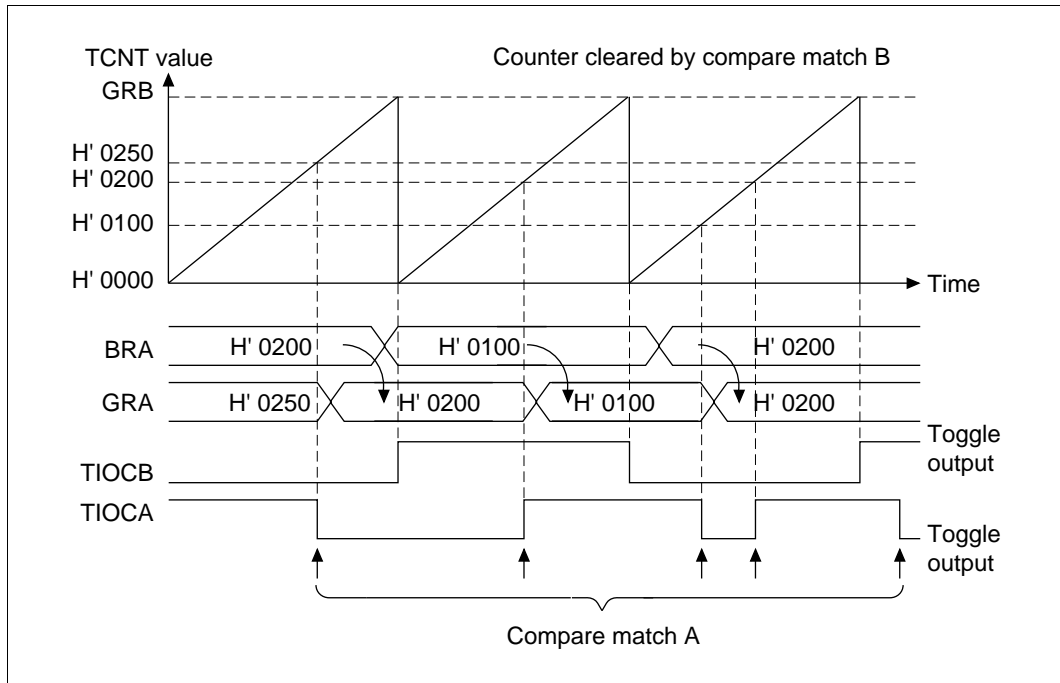 TCNT value
Counter cleared by compare match B
GRB
H' 0250
H' 0200
H' 0100
H' 0000
Time
BRA
H' 0200
H' 0100
H' 0200
GRA
H' 0250
H' 0200
H' 0100
H' 0200
TIOCB
Toggle
output
TIOCA
Toggle
output
Compare match A